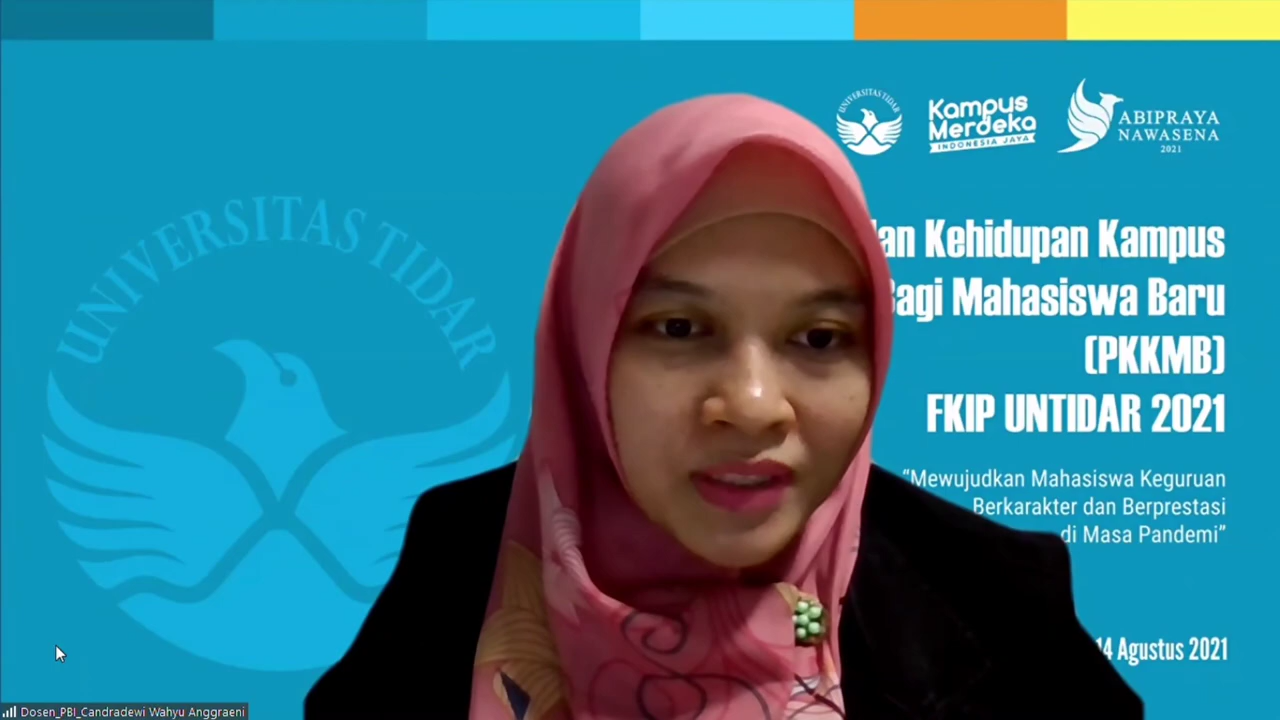 UNIVERSITAS TIDAR
UNIVERSITAS TIDAR
Kampus
Merdeka
INDONESIA JAYA
ABIPRAYA
NAWASENA
2021
dan Kehidupan Kampus
Bagi Mahasiswa Baru
(PKKMB)
FKIP UNTIDAR 2021
“Mewujudkan Mahasiswa Keguruan
Berkarakter dan Berprestasi
di Masa Pandemi”
14 Agustus 2021
Dosen_PBI_Candradewi Wahyu Anggraeni